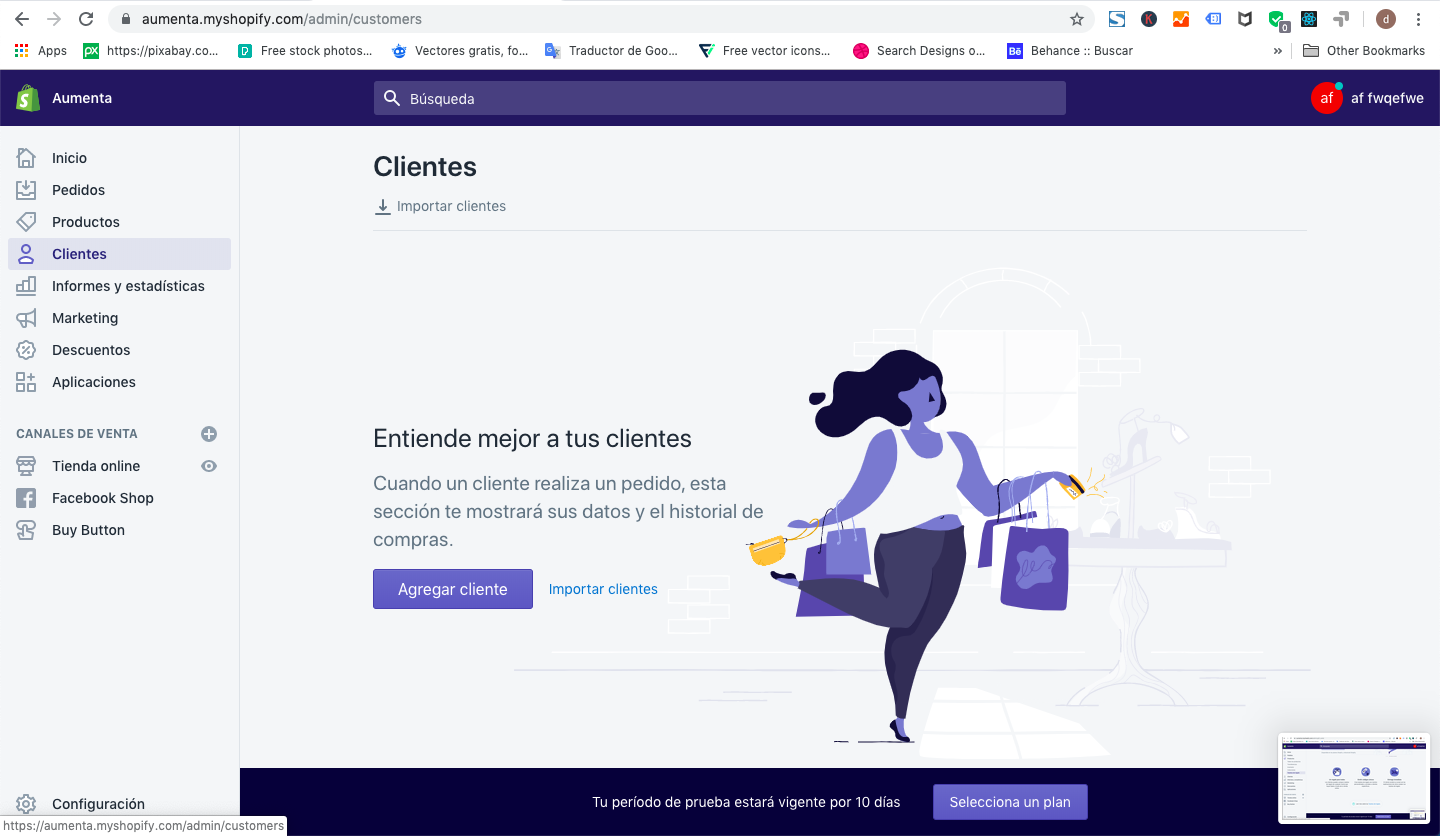 aumenta.myshopify.com/admin/customers
0
d
Apps
https://pixabay.co...
Free stock photos...
Vectores gratis, fo...
Traductor de Goo...
Free vector icons...
Search Designs o...
Bē
Behance :: Buscar
»
Other Bookmarks
Aumenta
Búsqueda
af
af fwqefwe
Inicio
Pedidos
Productos
Clientes
Informes y estadísticas
Marketing
Descuentos
Aplicaciones
CANALES DE VENTA
Tienda online
Facebook Shop
Buy Button
Configuración
Clientes
Importar clientes
Entiende mejor a tus clientes
Cuando un cliente realiza un pedido, esta
sección te mostrará sus datos y el historial de
compras.
Agregar cliente
Importar clientes
Tu período de prueba estará vigente por 10 días
Selecciona un plan
https://aumenta.myshopify.com/admin/customers